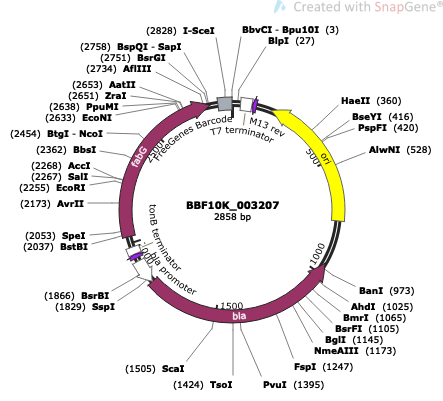 Created with SnapGene®
(2828) I-SceI
BbvCI - Bpu10I (3)
BlpI (27)
(2758) BspQI - SapI
(2751) BsrGI
(2734) AflIII
(2653) AatII
(2651) ZraI
(2638) PpuMI
(2633) EcoNI
(2454) BtgI - NcoI
(2362) BbsI
(2268) AccI
(2267) SalI
(2255) EcoRI
(2173) AvrII
(2053) SpeI
(2037) BstBI
(1866) BsrBI
(1829) SspI
(1505) ScaI
(1424) TsoI
PvuI (1395)
FspI (1247)
NmeAIII (1173)
BglI (1145)
BsrFI (1105)
BmrI (1065)
AhdI (1025)
BanI (973)
HaeII (360)
BseYI (416)
PspFI (420)
AlwNI (528)
FreeGenes Barcode
T7 terminator
M13 rev
ori
500
1000
1500
bla
bla promoter
tonB terminator
fabG
BBF10K_003207
2858 bp